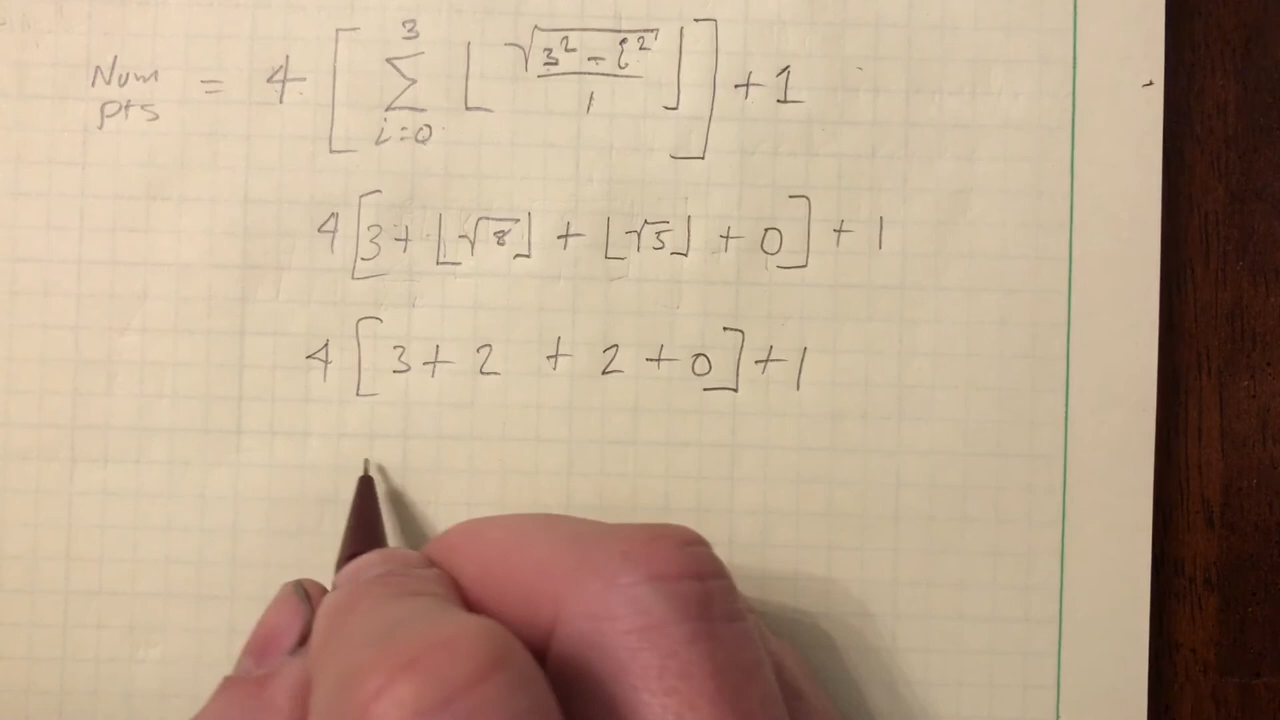 Num pts = 4 [ 3 ∑ i=0 ⌊ √(3² - i²) / 1 ⌋ ] + 1
4 [ 3 + ⌊√8⌋ + ⌊√5⌋ + 0 ] + 1
4 [ 3 + 2 + 2 + 0 ] + 1